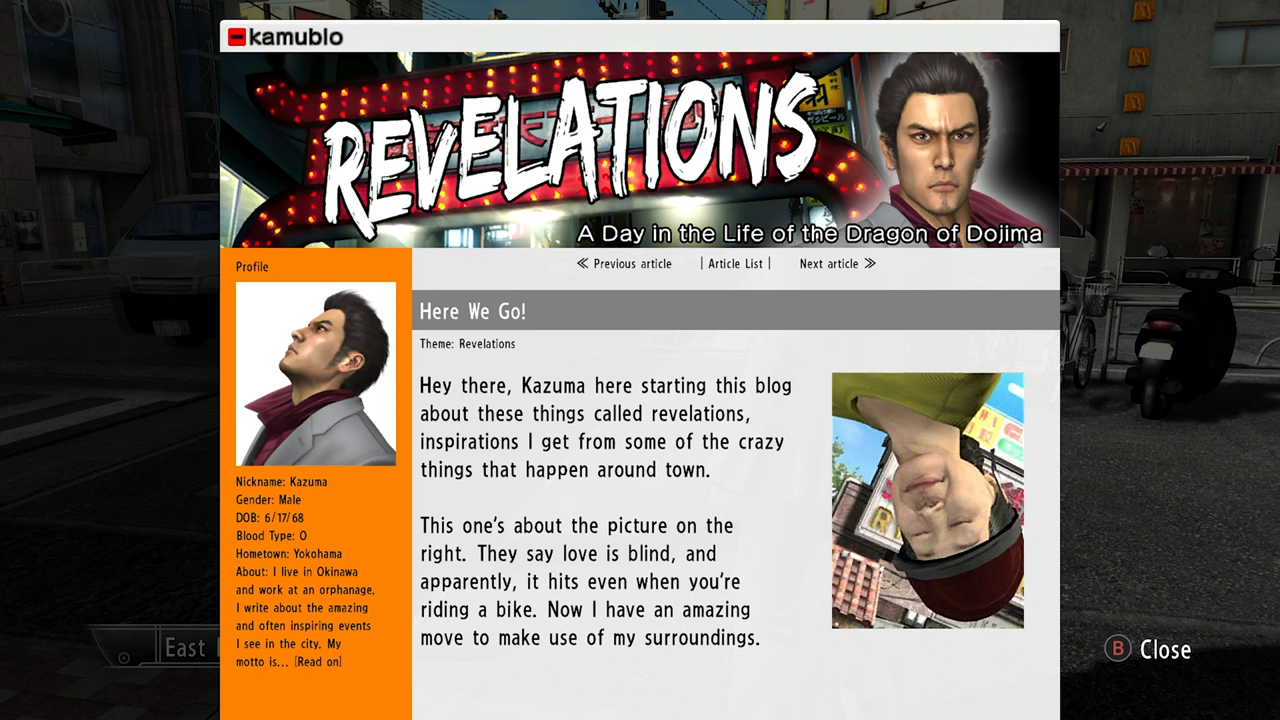 kamublo
REVELATIONS
A Day in the Life of the Dragon of Dojima
Profile
≪ Previous article | Article List | Next article ≫
Here We Go!
Theme: Revelations
Hey there, Kazuma here starting this blog
about these things called revelations,
inspirations I get from some of the crazy
things that happen around town.
This one's about the picture on the
right. They say love is blind, and
apparently, it hits even when you're
riding a bike. Now I have an amazing
move to make use of my surroundings.
Nickname: Kazuma
Gender: Male
DOB: 6/17/68
Blood Type: O
Hometown: Yokohama
About: I live in Okinawa
and work at an orphanage.
I write about the amazing
and often inspiring events
I see in the city. My
motto is... [Read on]
East
B Close